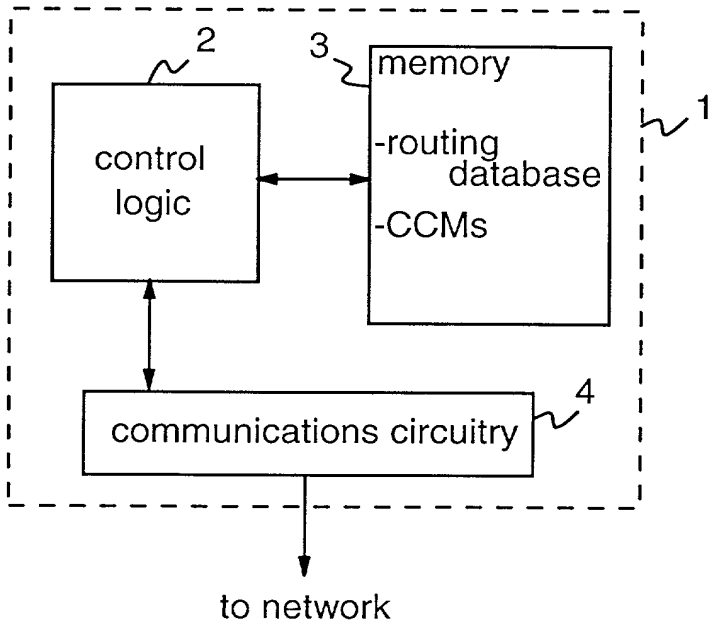 2
3
memory
1
control
logic
-routing
database
-CCMs
4
communications circuitry
to network